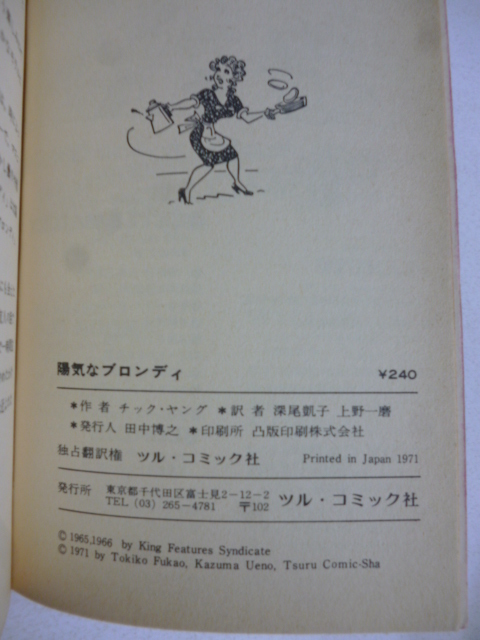 陽気なブロンディ ¥240
*作 者 チック・ヤング *訳 者 深尾凱子 上野一磨
*発行人 田中博之 *印刷所 凸版印刷株式会社
独占翻訳権 ツル・コミック社 Printed in Japan 1971
発行所 東京都千代田区富士見2-12-2 ツル・コミック社
TEL (03) 265-4781 〒102
© 1965,1966 by King Features Syndicate
© 1971 by Tokiko Fukao, Kazuma Ueno, Tsuru Comic-Sha